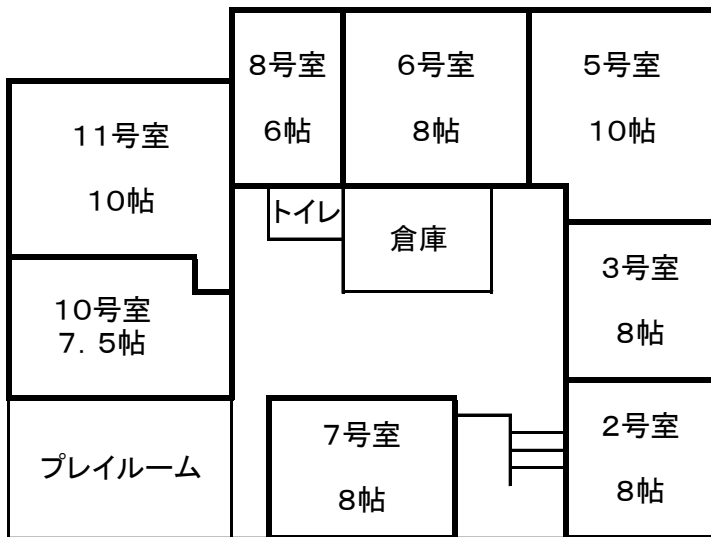 8号室
6帖
6号室
8帖
5号室
10帖
11号室
10帖
トイレ
倉庫
3号室
8帖
10号室
7.5帖
7号室
8帖
2号室
8帖
プレイルーム